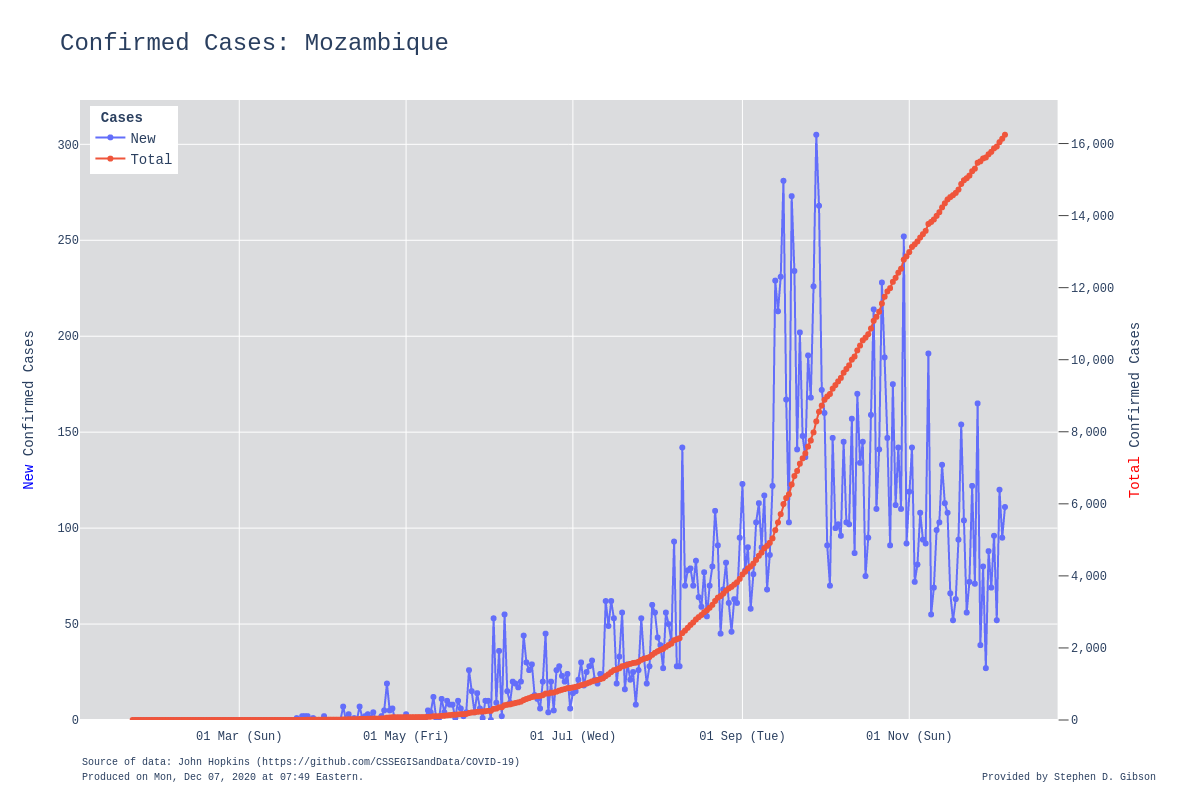 Confirmed Cases: Mozambique
Cases
New
Total
300
250
200
150
100
50
0
16,000
14,000
12,000
10,000
8,000
6,000
4,000
2,000
0
New Confirmed Cases
Total Confirmed Cases
01 Mar (Sun)
01 May (Fri)
01 Jul (Wed)
01 Sep (Tue)
01 Nov (Sun)
Source of data: John Hopkins (https://github.com/CSSEGISandData/COVID-19)
Produced on Mon, Dec 07, 2020 at 07:49 Eastern.
Provided by Stephen D. Gibson